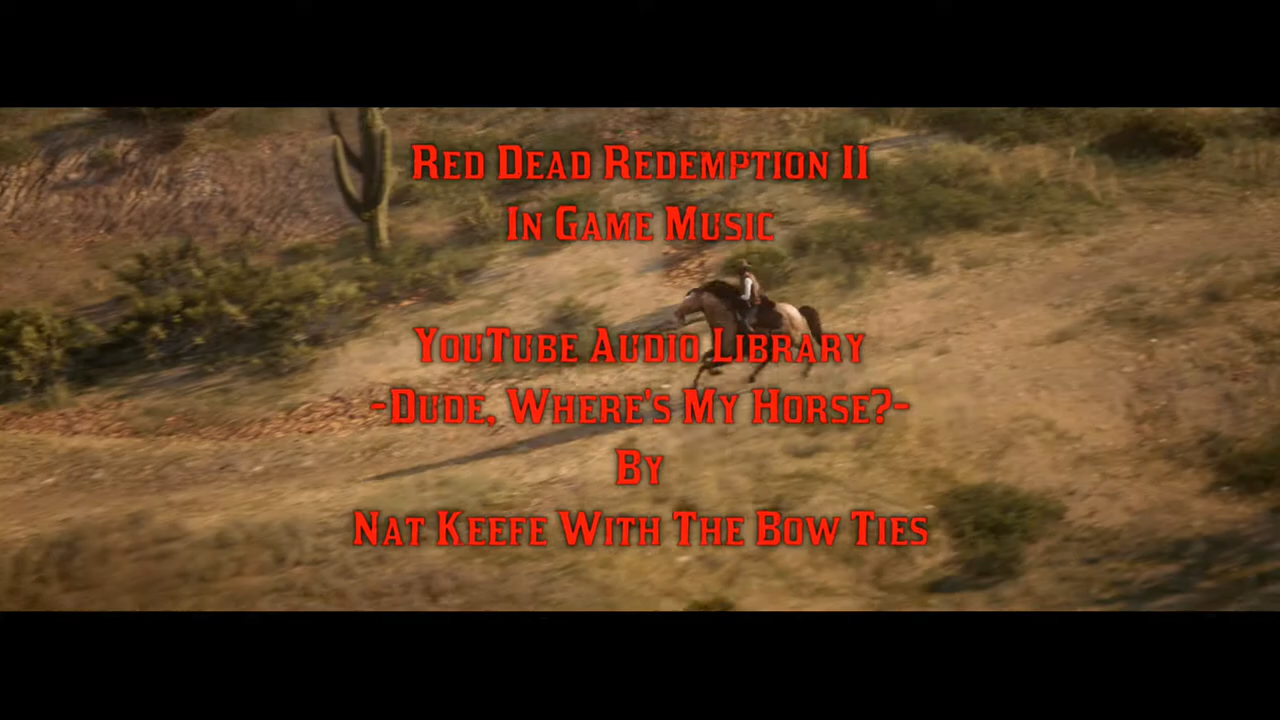 Red Dead Redemption II
In Game Music
YouTube Audio Library
-Dude, Where's My Horse?-
By
Nat Keefe With The Bow Ties